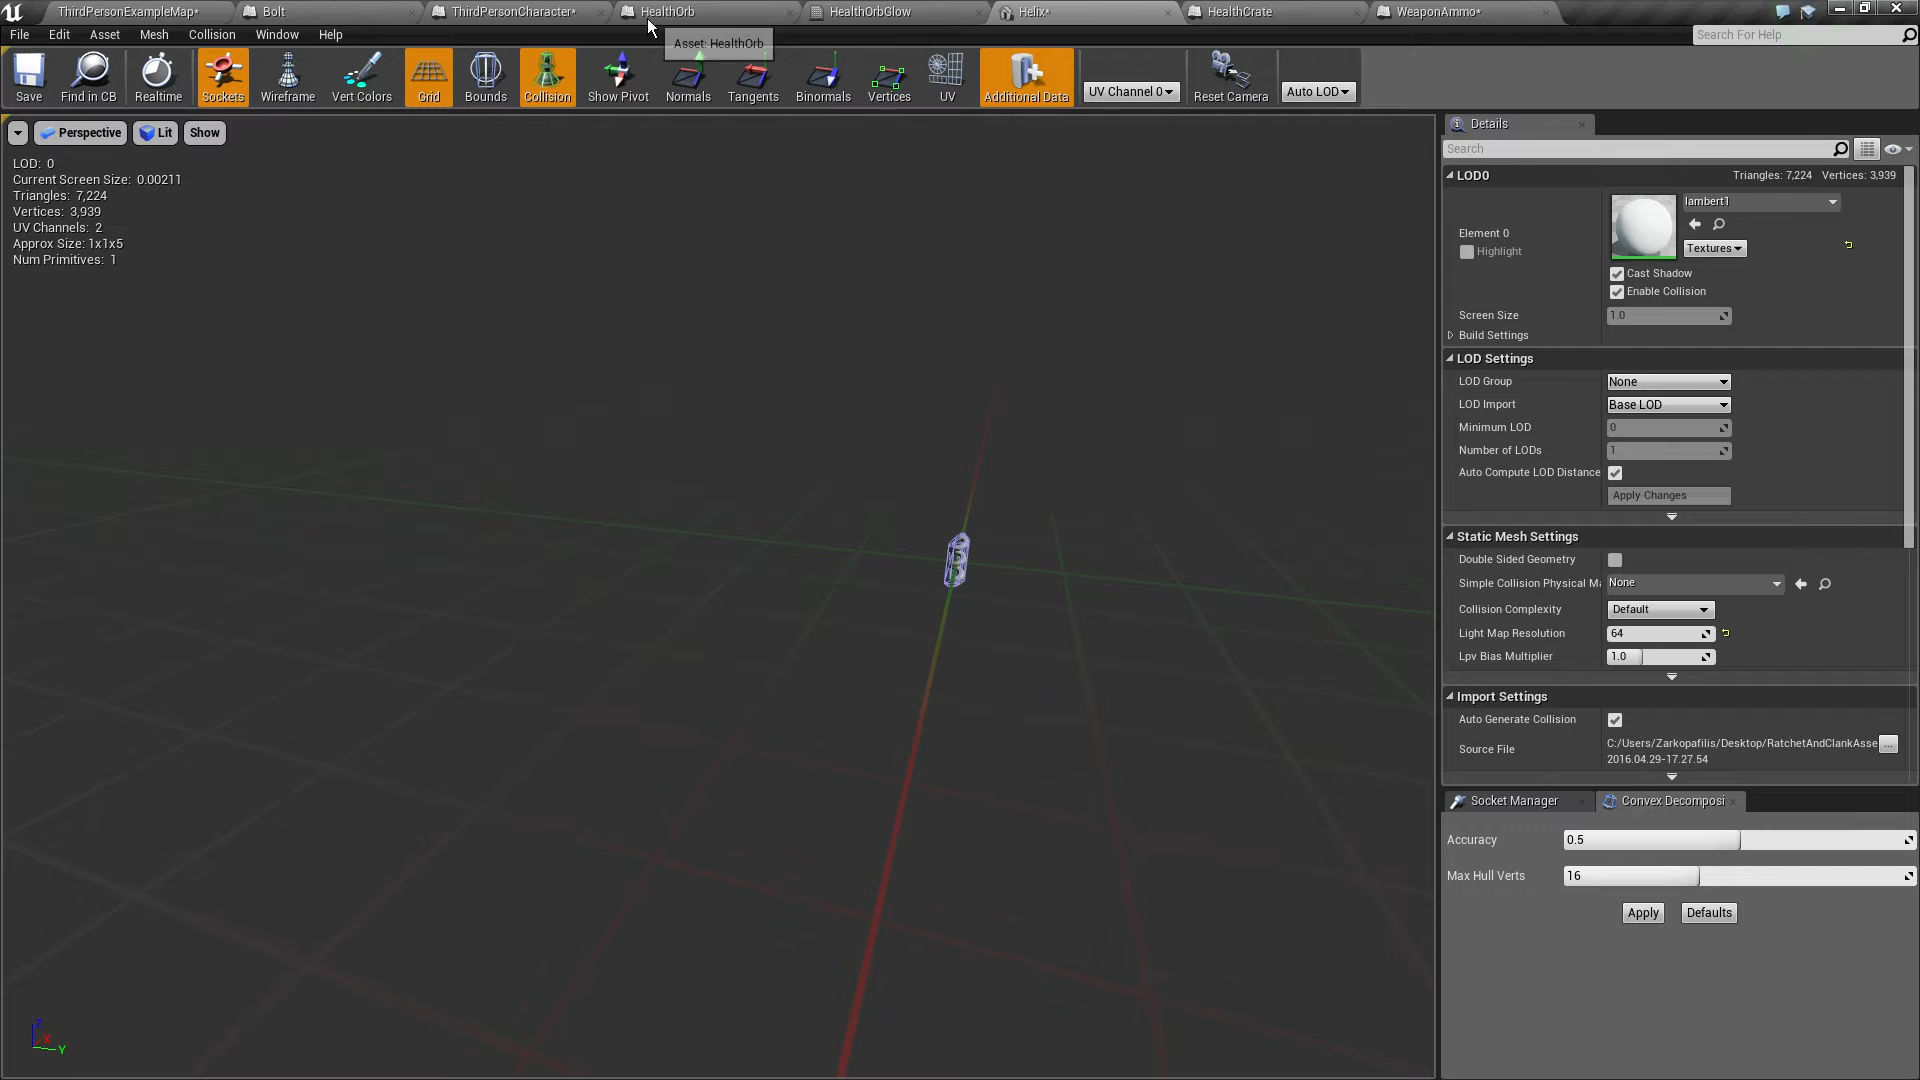 ThirdPersonExampleMap*
Bolt
ThirdPersonCharacter*
HealthOrb
HealthOrbGlow
Helix*
HealthCrate
WeaponAmmo*
File Edit Asset Mesh Collision Window Help
Search For Help
Asset: HealthOrb
Save
Find in CB
Realtime
Sockets
Wireframe
Vert Colors
Grid
Bounds
Collision
Show Pivot
Normals
Tangents
Binormals
Vertices
UV
Additional Data
UV Channel 0
Reset Camera
Auto LOD
Perspective
Lit
Show
LOD: 0
Current Screen Size: 0.00211
Triangles: 7,224
Vertices: 3,939
UV Channels: 2
Approx Size: 1x1x5
Num Primitives: 1
Z
X
Y
Details
Search
LOD0 Triangles: 7,224 Vertices: 3,939
lambert1
Element 0
Highlight
Textures
Cast Shadow
Enable Collision
Screen Size 1.0
Build Settings
LOD Settings
LOD Group None
LOD Import Base LOD
Minimum LOD 0
Number of LODs 1
Auto Compute LOD Distance
Apply Changes
Static Mesh Settings
Double Sided Geometry
Simple Collision Physical Ma None
Collision Complexity Default
Light Map Resolution 64
Lpv Bias Multiplier 1.0
Import Settings
Auto Generate Collision
Source File C:/Users/Zarkopafilis/Desktop/RatchetAndClankAsse ...
2016.04.29-17.27.54
Socket Manager
Convex Decomposi
Accuracy 0.5
Max Hull Verts 16
Apply Defaults